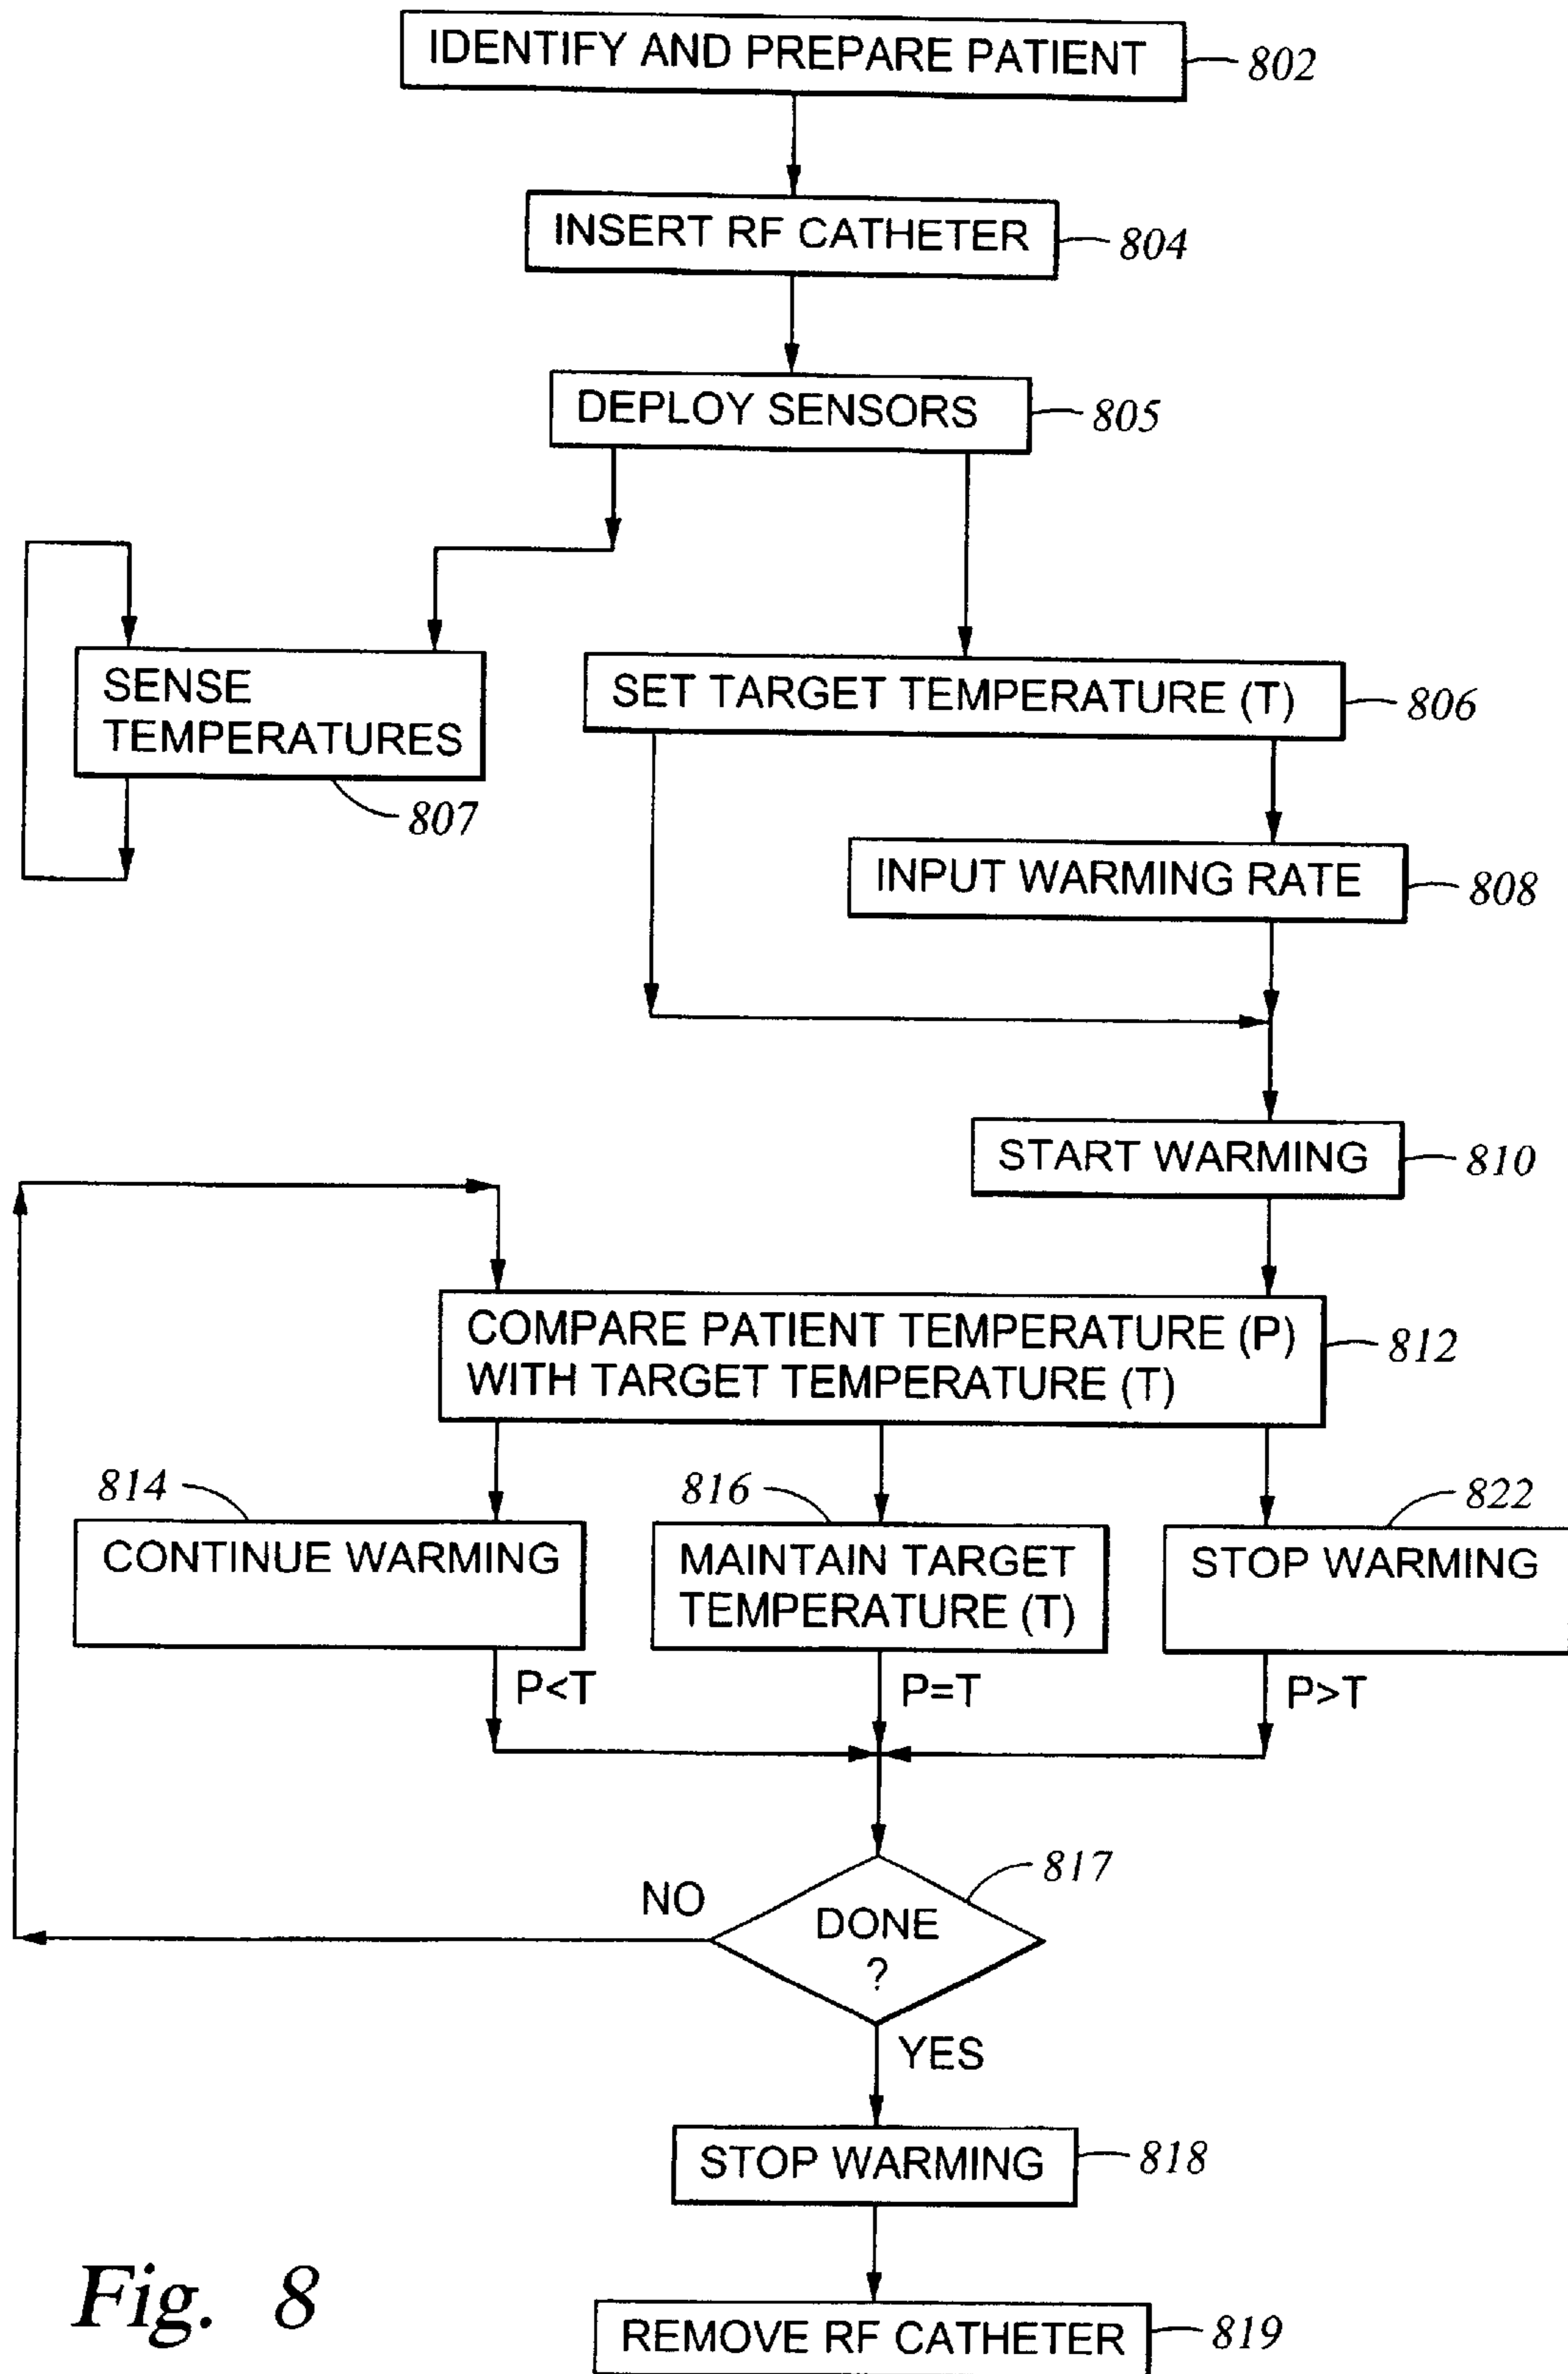 IDENTIFY AND PREPARE PATIENT
802
INSERT RF CATHETER
804
DEPLOY SENSORS
805
SENSE
TEMPERATURES
807
SET TARGET TEMPERATURE (T)
806
INPUT WARMING RATE
808
START WARMING
810
COMPARE PATIENT TEMPERATURE (P)
WITH TARGET TEMPERATURE (T)
812
814
CONTINUE WARMING
P<T
816
MAINTAIN TARGET
TEMPERATURE (T)
P=T
822
STOP WARMING
P>T
817
DONE
?
NO
YES
STOP WARMING
818
REMOVE RF CATHETER
819
Fig. 8